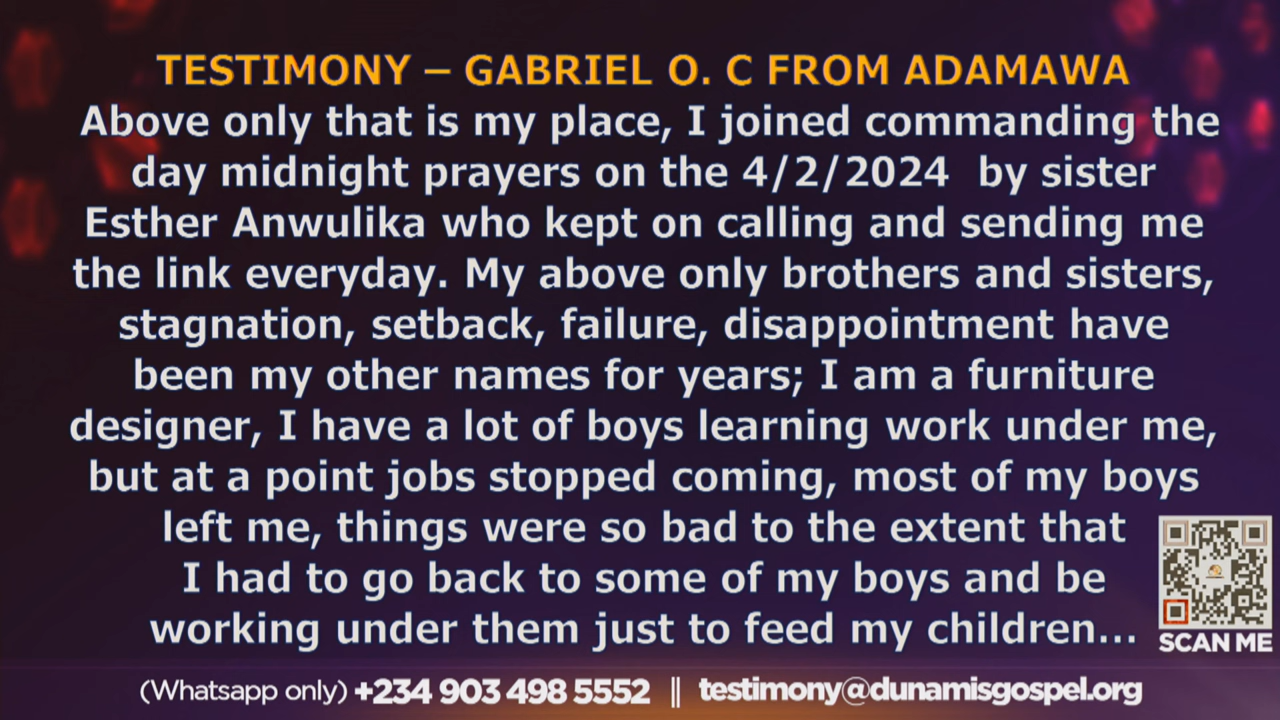 TESTIMONY – GABRIEL O. C FROM ADAMAWA
Above only that is my place, I joined commanding the
day midnight prayers on the 4/2/2024 by sister
Esther Anwulika who kept on calling and sending me
the link everyday. My above only brothers and sisters,
stagnation, setback, failure, disappointment have
been my other names for years; I am a furniture
designer, I have a lot of boys learning work under me,
but at a point jobs stopped coming, most of my boys
left me, things were so bad to the extent that
I had to go back to some of my boys and be
working under them just to feed my children...
SCAN ME
(Whatsapp only) +234 903 498 5552 || testimony@dunamisgospel.org